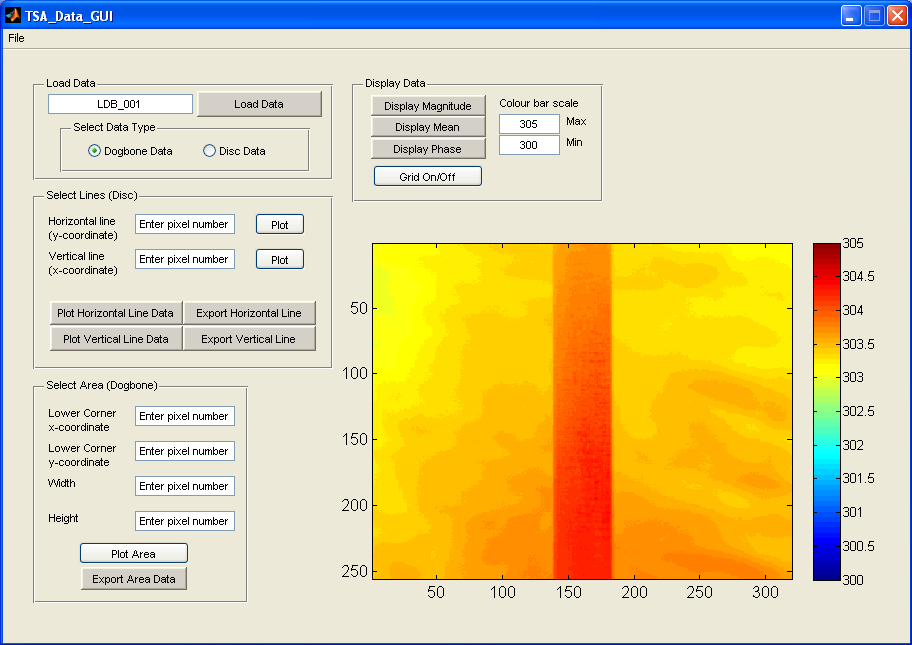 TSA_Data_GUI
File
Load Data
LDB_001
Load Data
Select Data Type
Dogbone Data
Disc Data
Display Data
Display Magnitude
Display Mean
Display Phase
Grid On/Off
Colour bar scale
305
Max
300
Min
Select Lines (Disc)
Horizontal line
(y-coordinate)
Enter pixel number
Plot
Vertical line
(x-coordinate)
Enter pixel number
Plot
Plot Horizontal Line Data
Export Horizontal Line
Plot Vertical Line Data
Export Vertical Line
Select Area (Dogbone)
Lower Corner
x-coordinate
Enter pixel number
Lower Corner
y-coordinate
Enter pixel number
Width
Enter pixel number
Height
Enter pixel number
Plot Area
Export Area Data
50
100
150
200
250
50
100
150
200
250
300
305
304.5
304
303.5
303
302.5
302
301.5
301
300.5
300